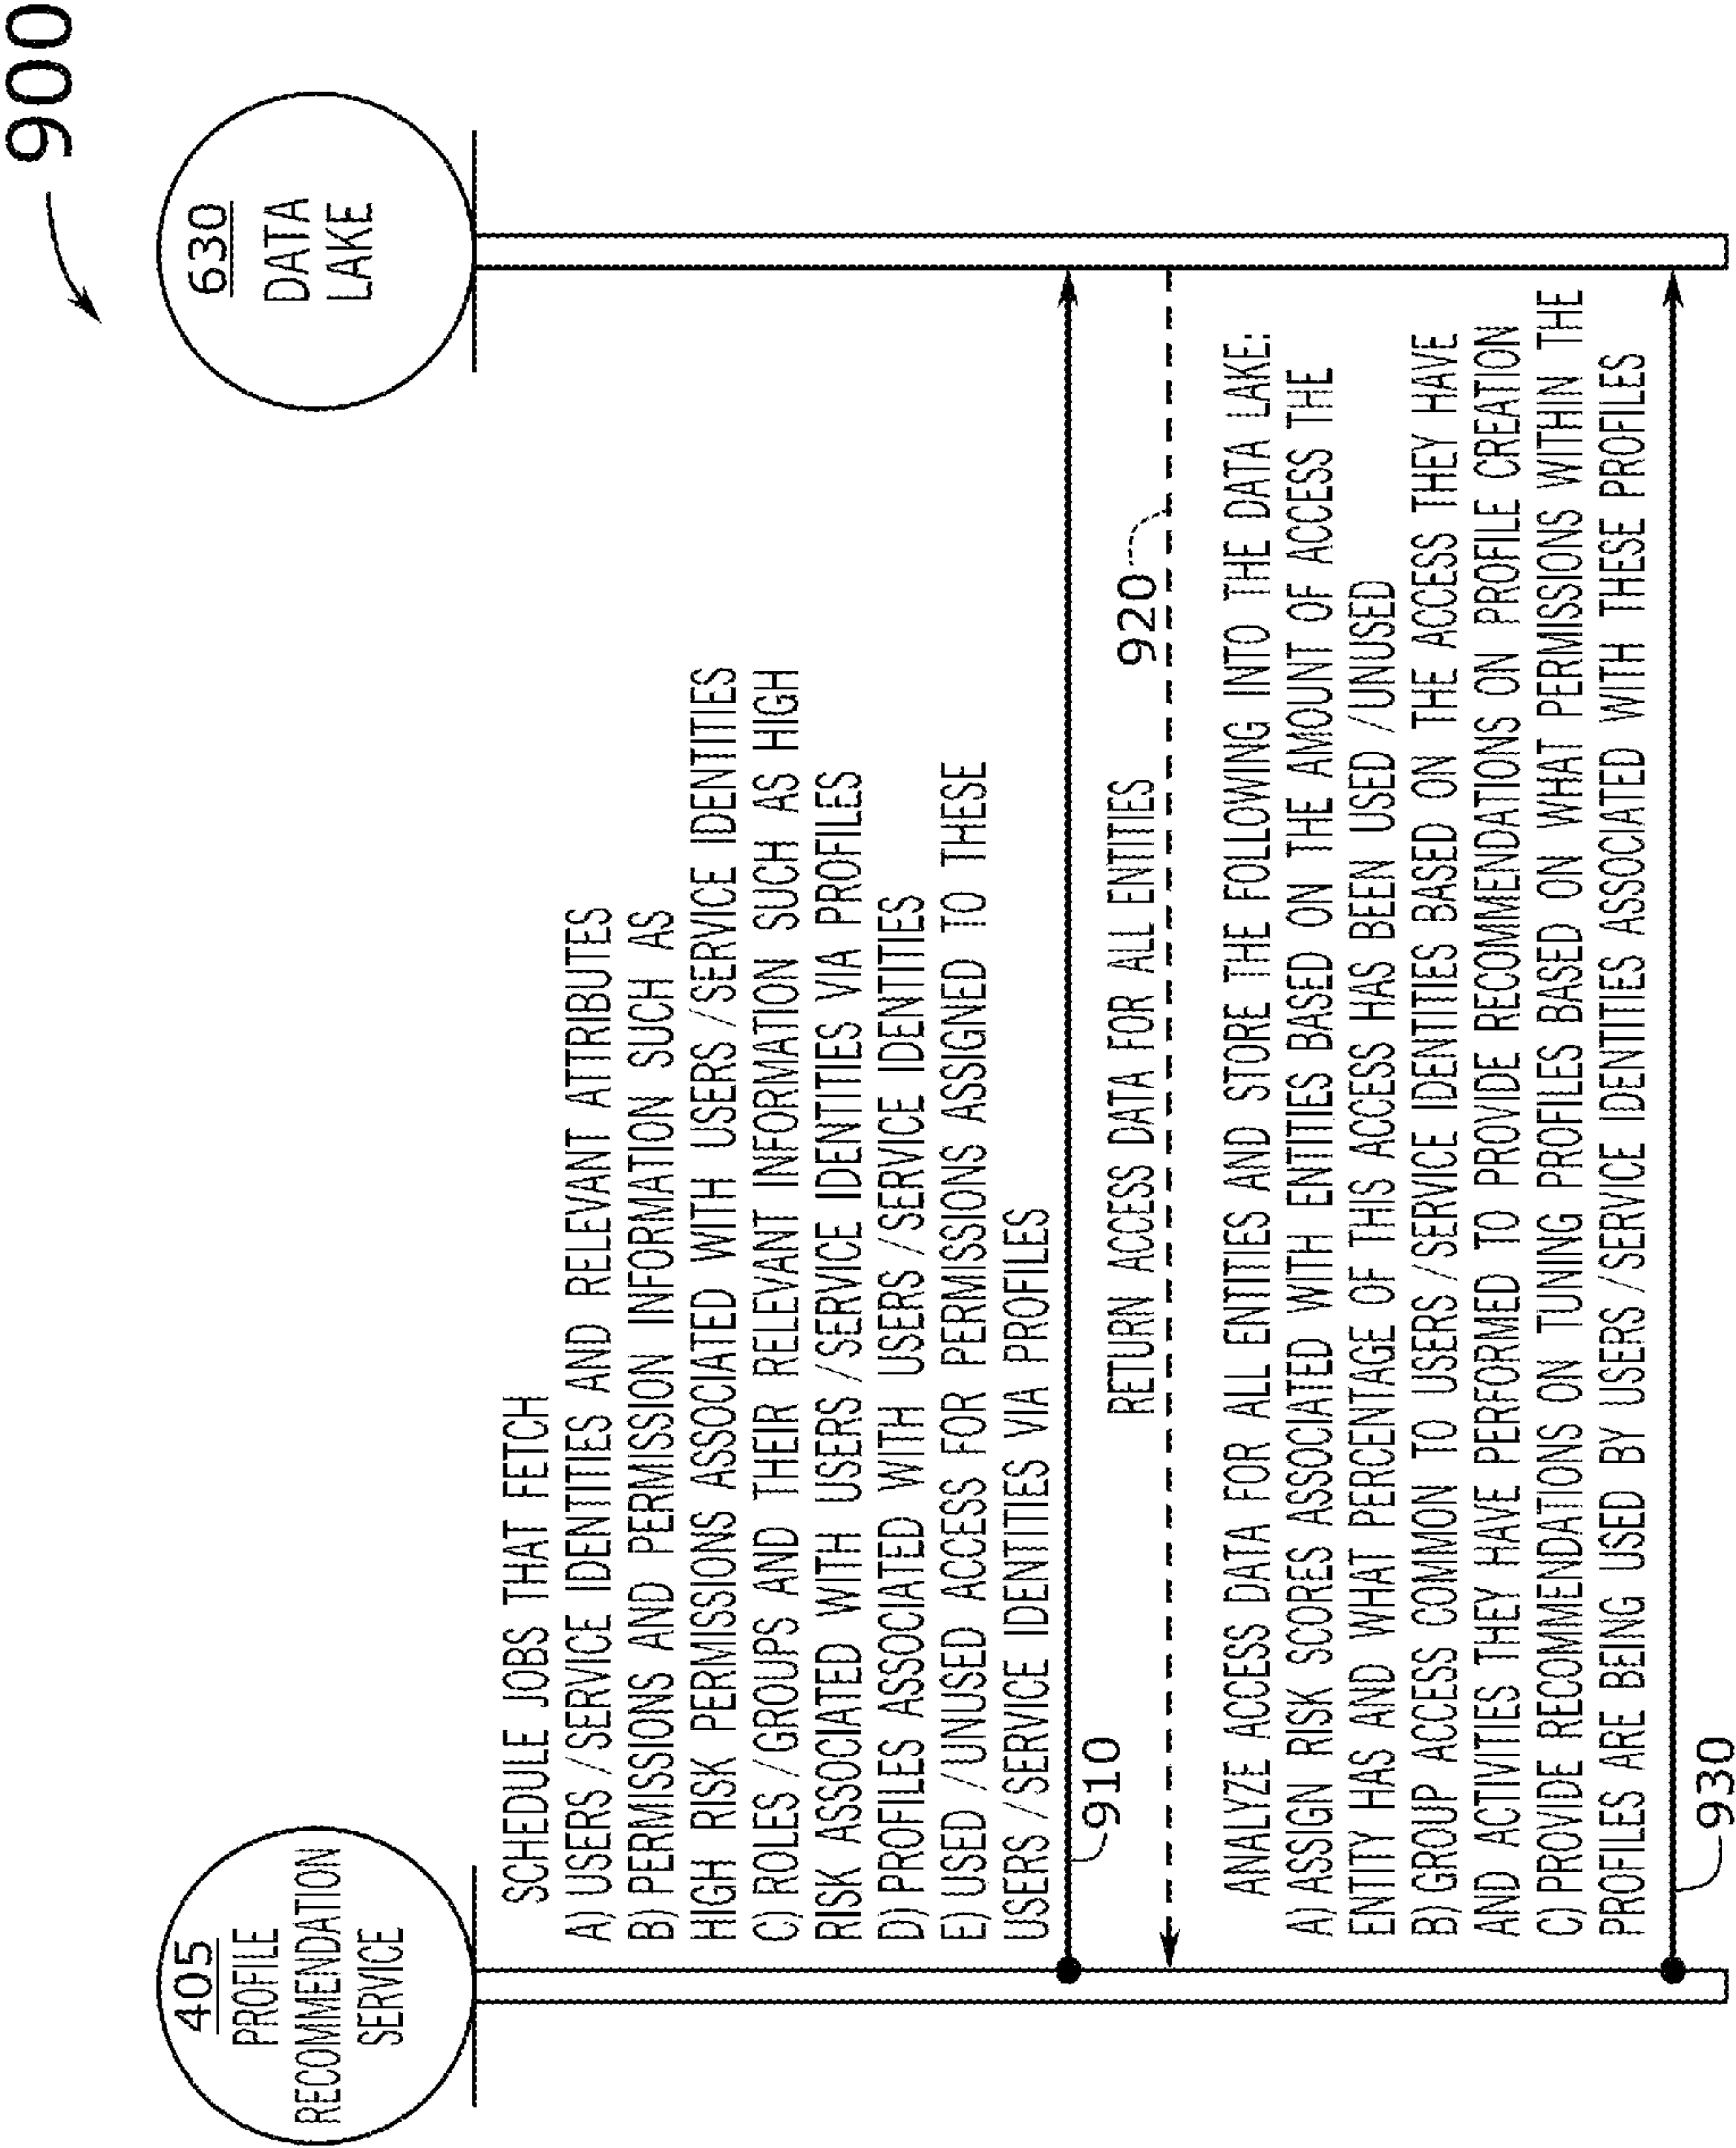 900
405
PROFILE
RECOMMENDATION
SERVICE
630
DATA
LAKE
SCHEDULE JOBS THAT FETCH
A) USERS/SERVICE IDENTITIES AND RELEVANT ATTRIBUTES
B) PERMISSIONS AND PERMISSION INFORMATION SUCH AS
HIGH RISK PERMISSIONS ASSOCIATED WITH USERS/SERVICE IDENTITIES
C) ROLES/GROUPS AND THEIR RELEVANT INFORMATION SUCH AS HIGH
RISK ASSOCIATED WITH USERS/SERVICE IDENTITIES VIA PROFILES
D) PROFILES ASSOCIATED WITH USERS/SERVICE IDENTITIES
E) USED/UNUSED ACCESS FOR PERMISSIONS ASSIGNED TO THESE
USERS/SERVICE IDENTITIES VIA PROFILES
910
RETURN ACCESS DATA FOR ALL ENTITIES
920
ANALYZE ACCESS DATA FOR ALL ENTITIES AND STORE THE FOLLOWING INTO THE DATA LAKE:
A) ASSIGN RISK SCORES ASSOCIATED WITH ENTITIES BASED ON THE AMOUNT OF ACCESS THE
ENTITY HAS AND WHAT PERCENTAGE OF THIS ACCESS HAS BEEN USED/UNUSED
B) GROUP ACCESS COMMON TO USERS/SERVICE IDENTITIES BASED ON THE ACCESS THEY HAVE
AND ACTIVITIES THEY HAVE PERFORMED TO PROVIDE RECOMMENDATIONS ON PROFILE CREATION
C) PROVIDE RECOMMENDATIONS ON TUNING PROFILES BASED ON WHAT PERMISSIONS WITHIN THE
PROFILES ARE BEING USED BY USERS/SERVICE IDENTITIES ASSOCIATED WITH THESE PROFILES
930